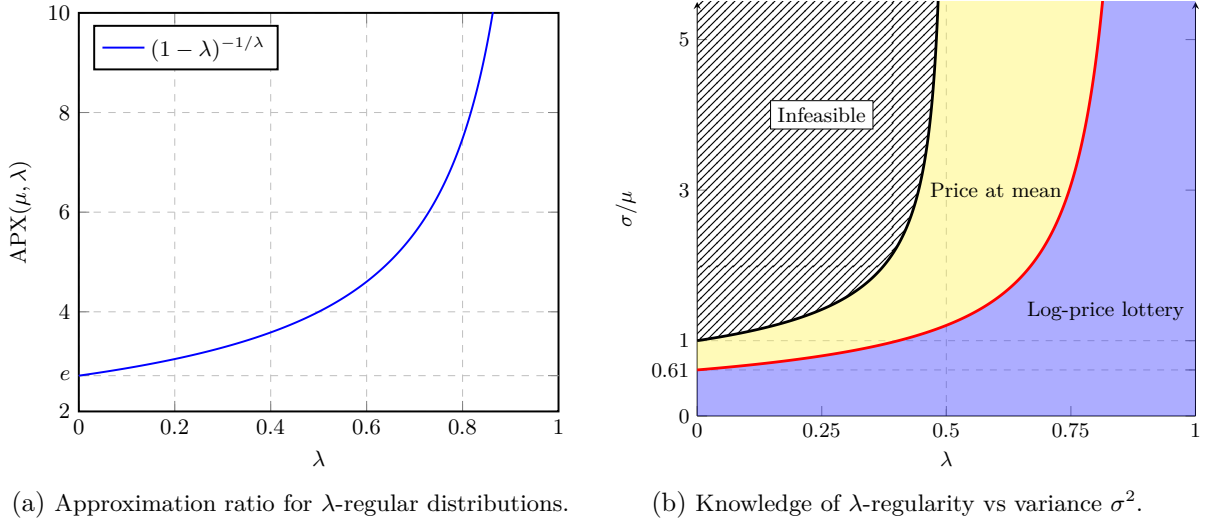 10
8
6
4
e
2
0
0.2
0.4
0.6
0.8
1
λ
APX(μ, λ)
(1 − λ)^{−1/λ}
(a) Approximation ratio for λ-regular distributions.
5
3
1
0.61
0
0
0.25
0.5
0.75
1
λ
σ/μ
Infeasible
Price at mean
Log-price lottery
(b) Knowledge of λ-regularity vs variance σ².